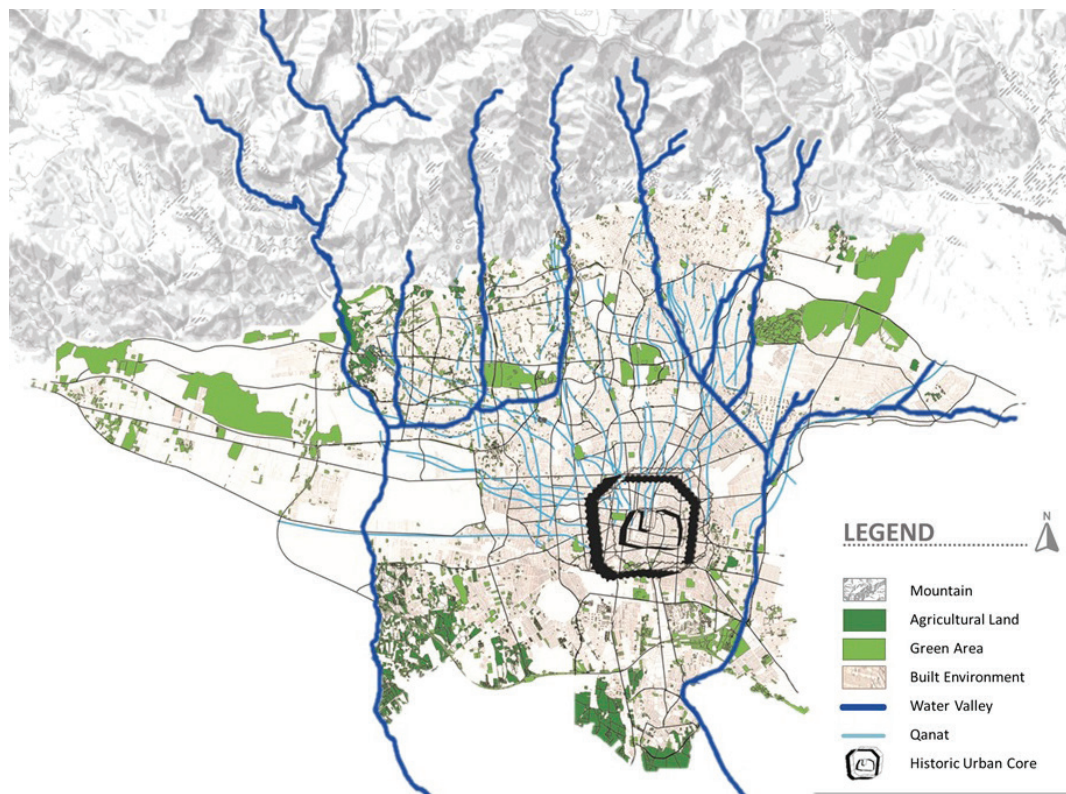 N
LEGEND
Mountain
Agricultural Land
Green Area
Built Environment
Water Valley
Qanat
Historic Urban Core